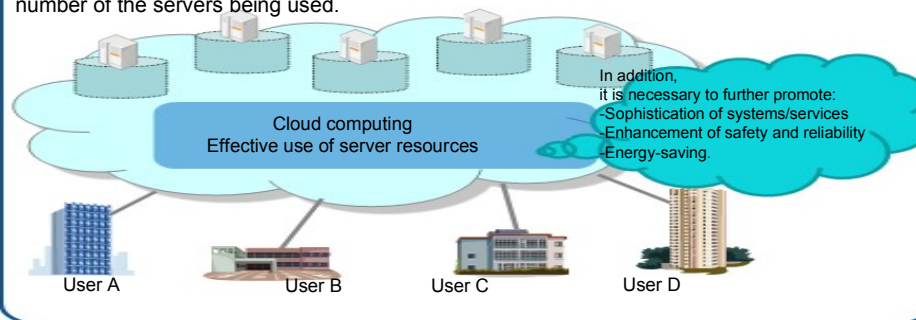 number of the servers being used.
In addition,
it is necessary to further promote:
-Sophistication of systems/services
-Enhancement of safety and reliability
-Energy-saving.
Cloud computing
Effective use of server resources
User A
User B
User C
User D